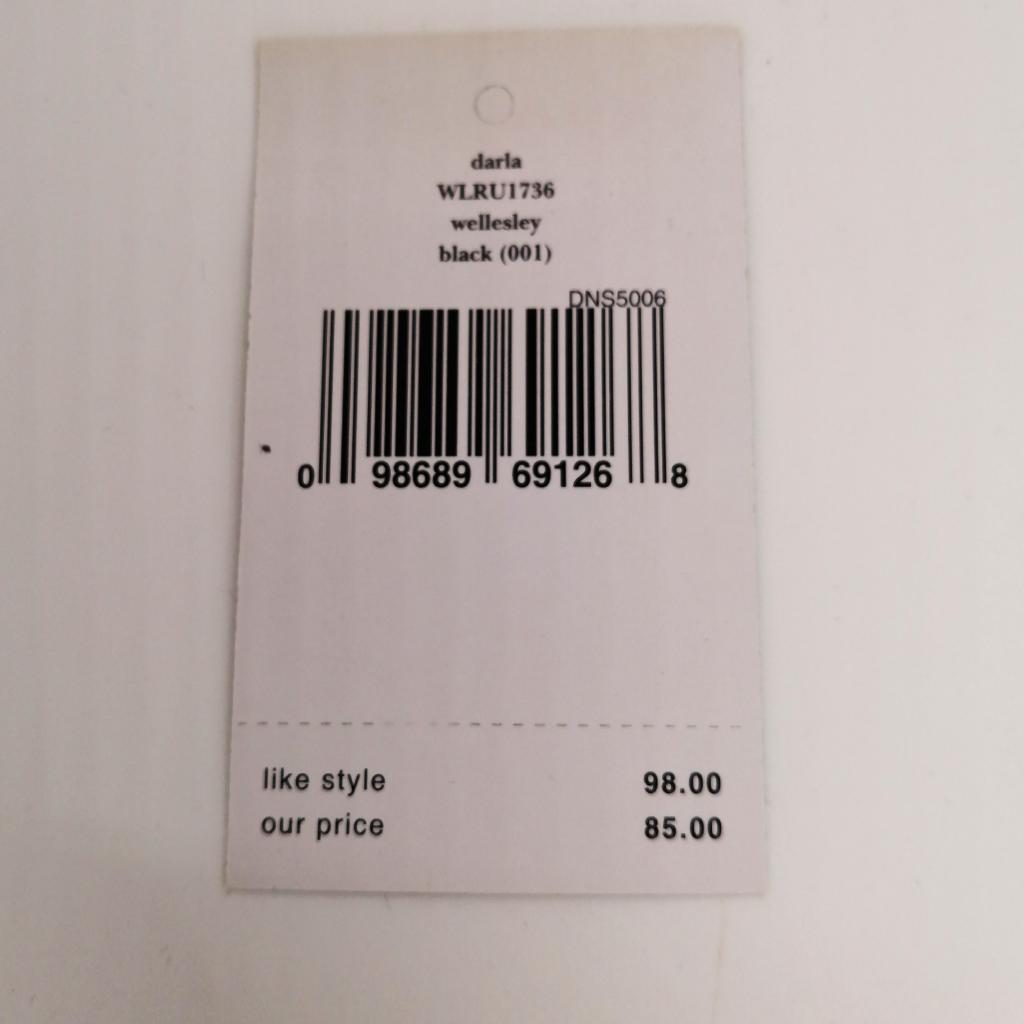 darla
WLRU1736
wellesley
black (001)
DNS5006
0 98689 69126 8
like style 98.00
our price 85.00